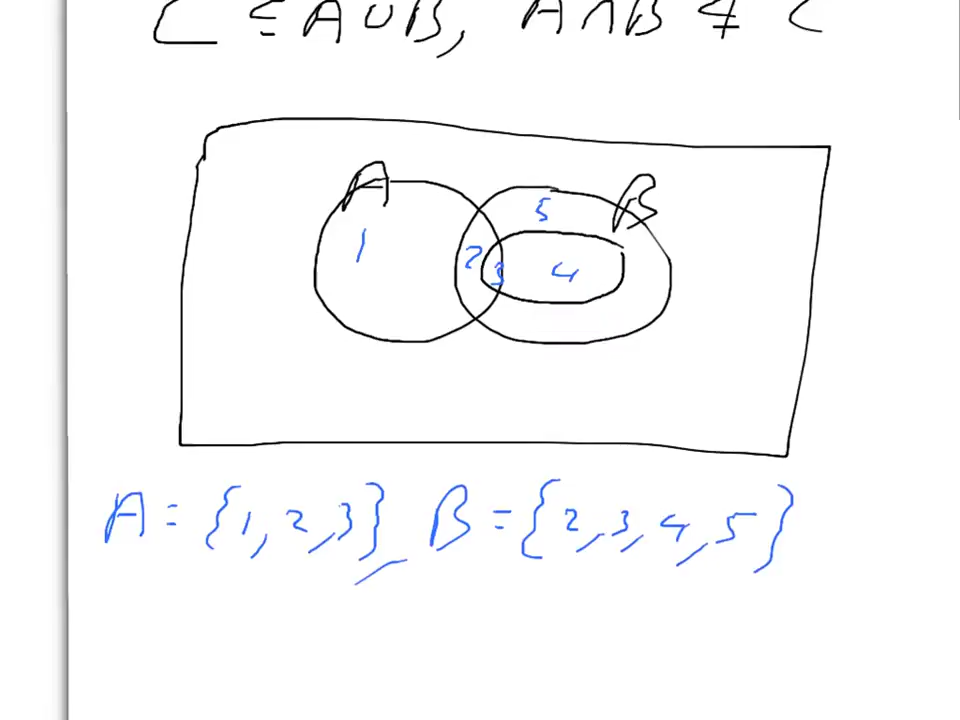 C ⊆ A ∪ B, A ∩ B ⊄ C
A B
5
1 2 3 4
A = {1, 2, 3}, B = {2, 3, 4, 5}